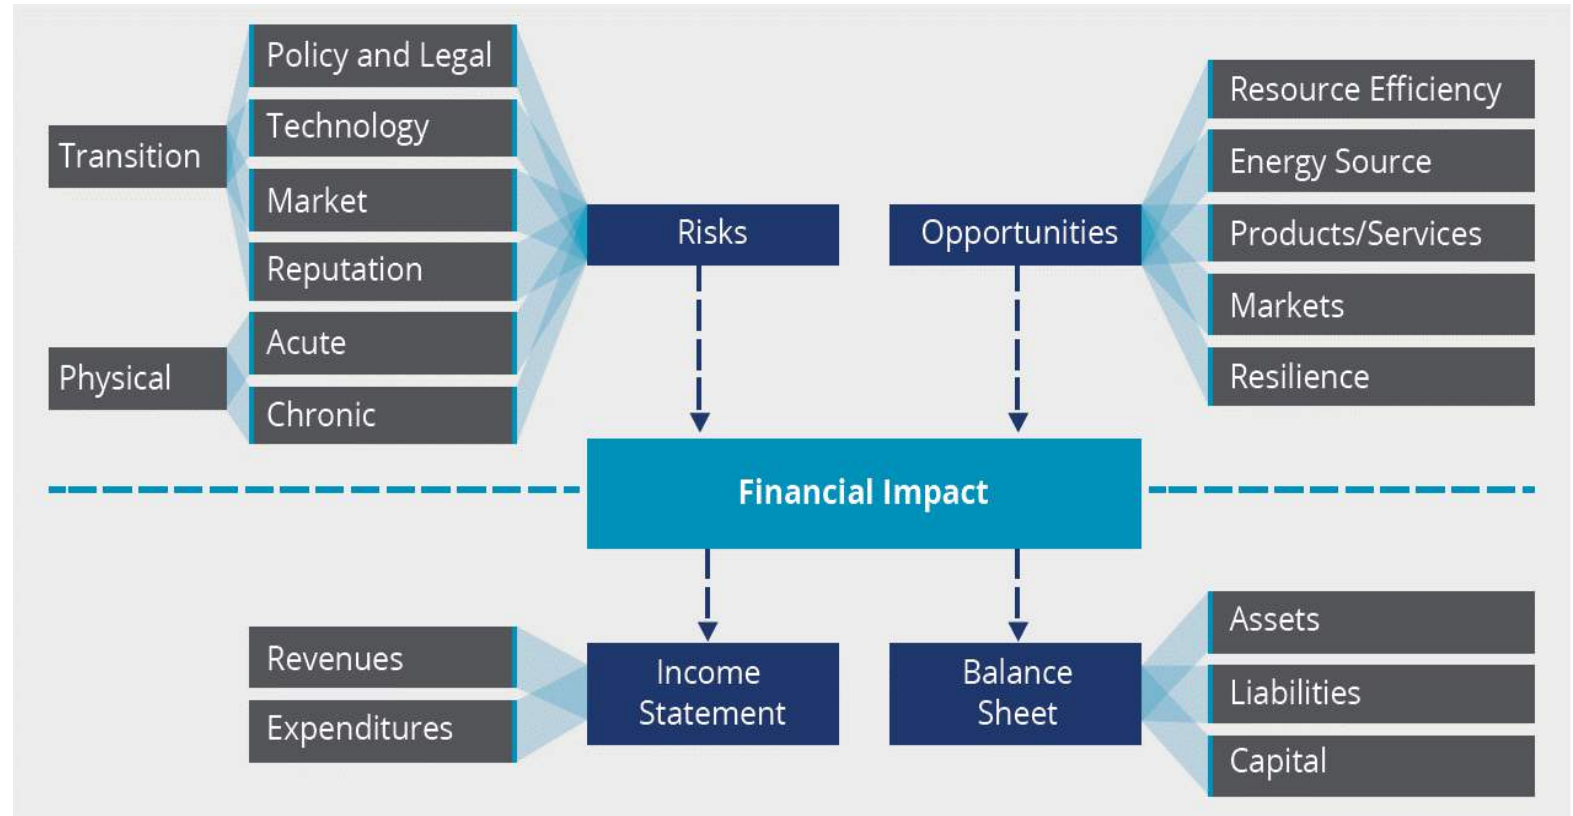 Policy and Legal
Technology
Transition
Market
Reputation
Acute
Physical
Chronic
Risks
Opportunities
Resource Efficiency
Energy Source
Products/Services
Markets
Resilience
Financial Impact
Revenues
Expenditures
Income
Statement
Balance
Sheet
Assets
Liabilities
Capital